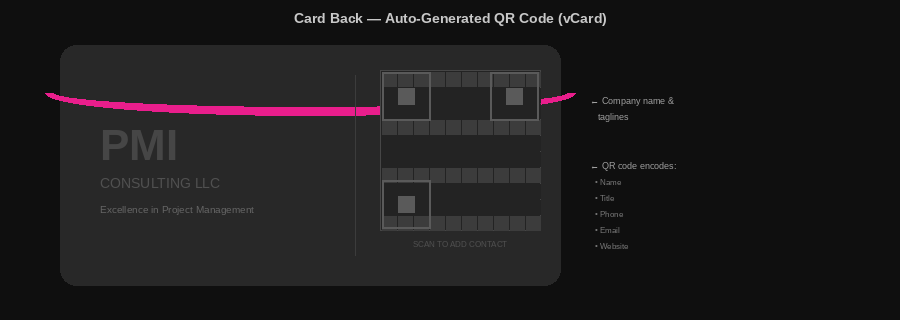 Card Back — Auto-Generated QR Code (vCard)
PMI
CONSULTING LLC
Excellence in Project Management
SCAN TO ADD CONTACT
← Company name &
taglines
← QR code encodes:
• Name
• Title
• Phone
• Email
• Website